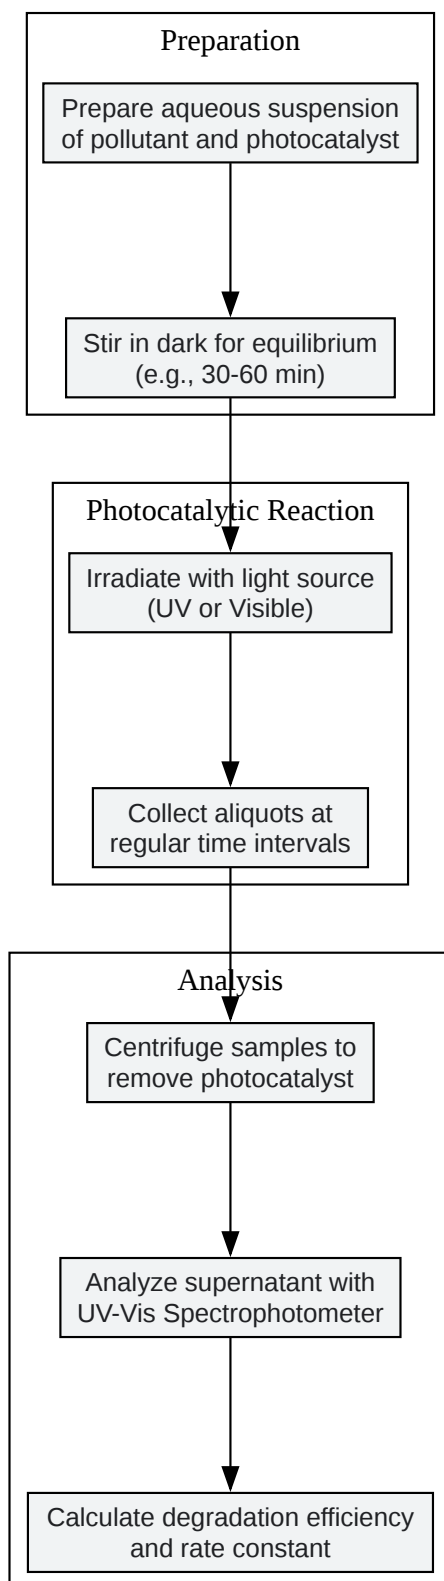 Preparation
Prepare aqueous suspension
of pollutant and photocatalyst
Stir in dark for equilibrium
(e.g., 30-60 min)
Photocatalytic Reaction
Irradiate with light source
(UV or Visible)
Collect aliquots at
regular time intervals
Analysis
Centrifuge samples to
remove photocatalyst
Analyze supernatant with
UV-Vis Spectrophotometer
Calculate degradation efficiency
and rate constant